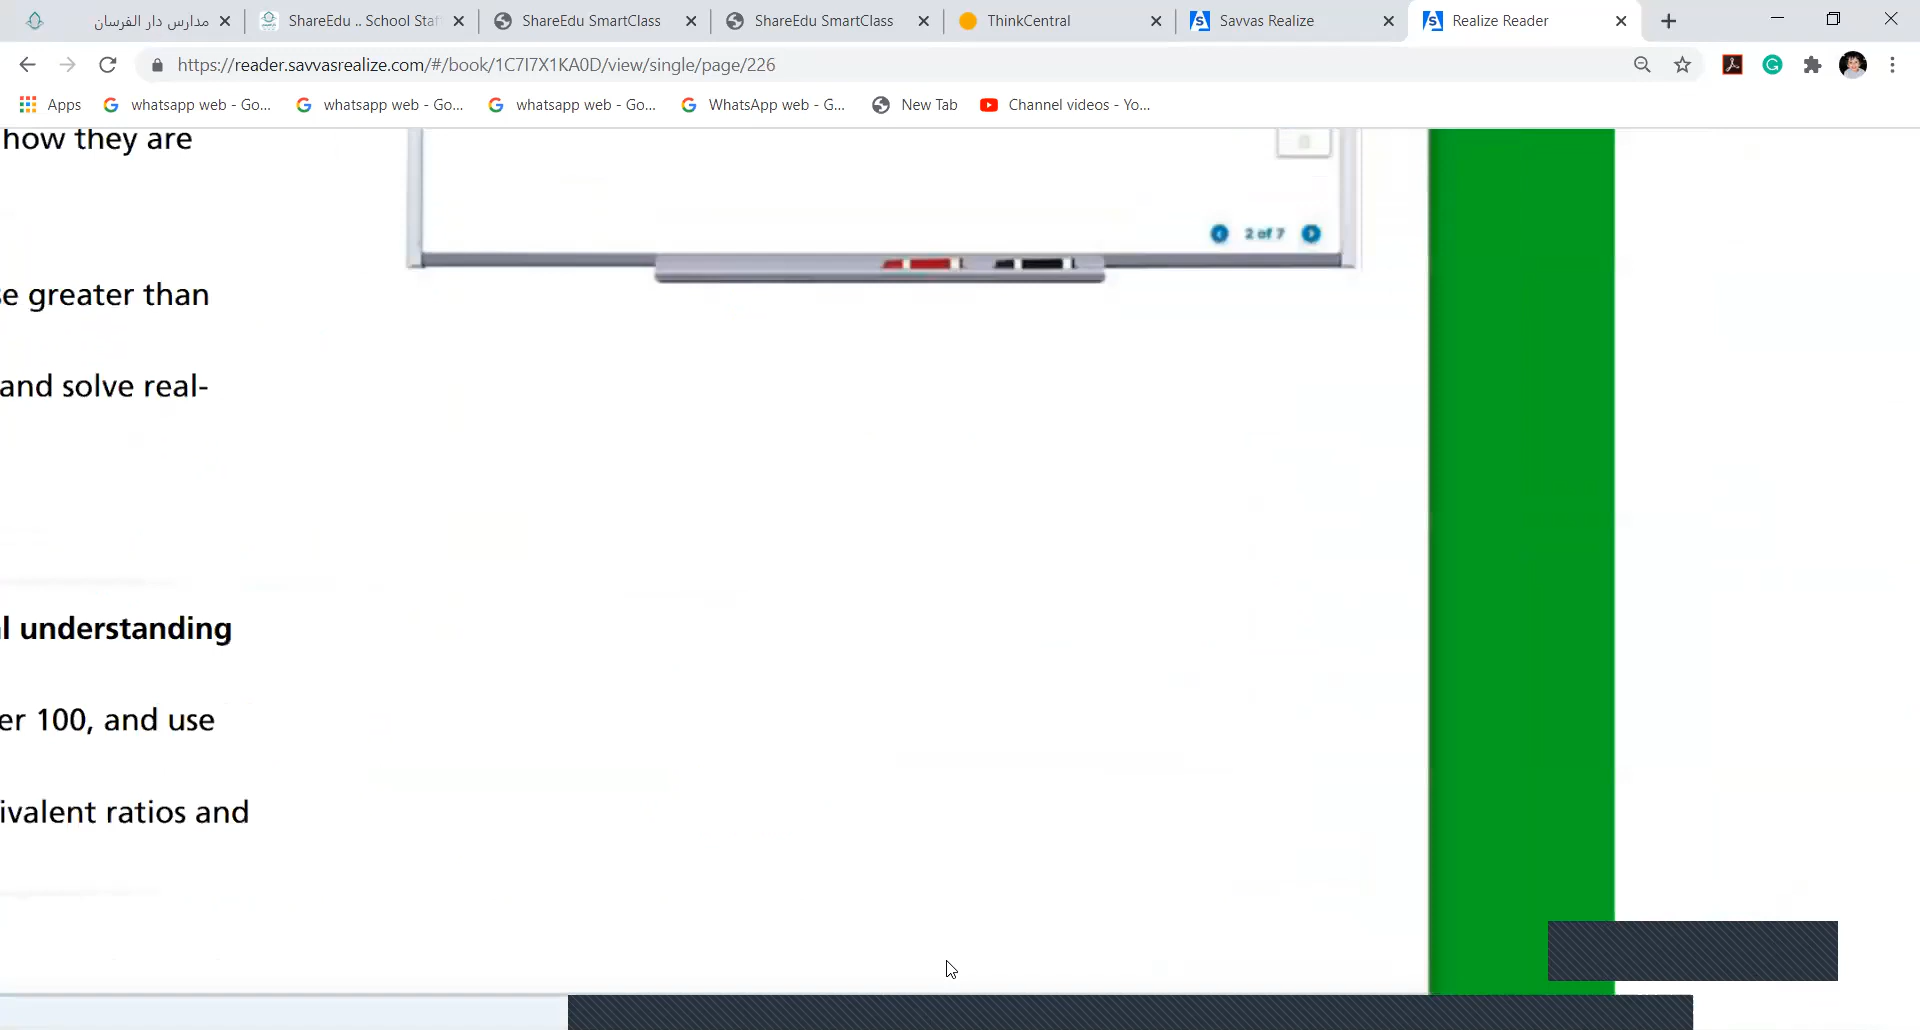 مدارس دار الفرسان
ShareEdu .. School Staf
ShareEdu SmartClass
ShareEdu SmartClass
ThinkCentral
Savvas Realize
Realize Reader
https://reader.savvasrealize.com/#/book/1C7I7X1KA0D/view/single/page/226
Apps
whatsapp web - Go...
whatsapp web - Go...
whatsapp web - Go...
WhatsApp web - G...
New Tab
Channel videos - Yo...
how they are
2 of 7
se greater than
and solve real-
al understanding
er 100, and use
ivalent ratios and